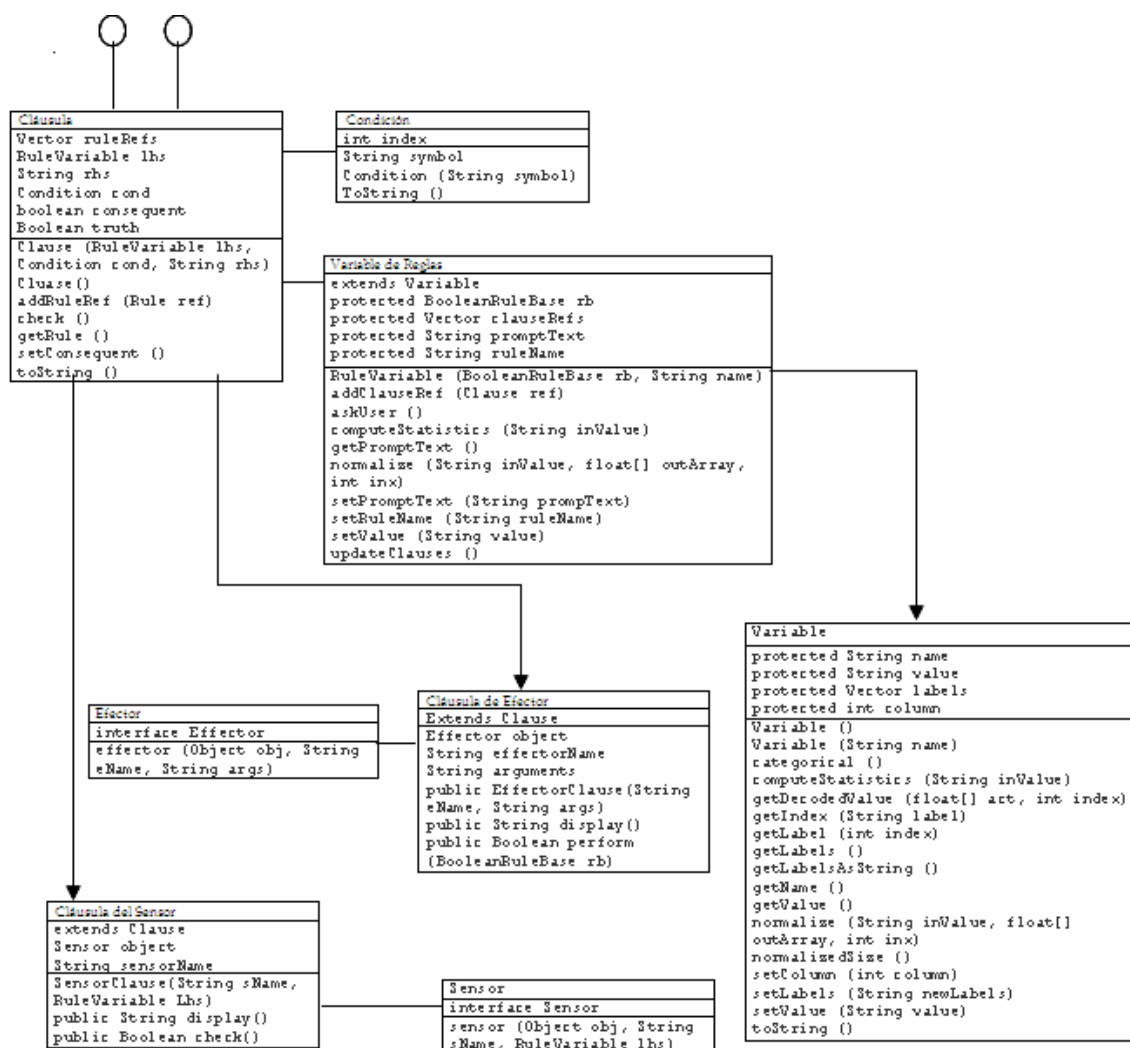 Cláusula
Vector ruleRefs
RuleVariable lhs
String rhs
Condition cond
boolean consequent
Boolean truth
Clause (RuleVariable lhs,
Condition cond, String rhs)
Cluase()
addRuleRef (Rule ref)
check ()
getRule ()
setConsequent ()
toString ()
Condición
int index
String symbol
Condition (String symbol)
ToString ()
Variable de Reglas
extends Variable
protected BooleanRuleBase rb
protected Vector clauseRefs
protected String promptText
protected String ruleName
RuleVariable (BooleanRuleBase rb, String name)
addClauseRef (Clause ref)
askUser ()
computeStatistics (String inValue)
getPromptText ()
normalize (String inValue, float[] outArray,
int inx)
setPromptText (String prompText)
setRuleName (String ruleName)
setValue (String value)
updateClauses ()
Efector
interface Effector
effector (Object obj, String
eName, String args)
Cláusula de Efector
Extends Clause
Effector object
String effectorName
String arguments
public EffectorClause(String
eName, String args)
public String display()
public Boolean perform
(BooleanRuleBase rb)
Variable
protected String name
protected String value
protected Vector labels
protected int column
Variable ()
Variable (String name)
categorical ()
computeStatistics (String inValue)
getDecodedValue (float[] act, int index)
getIndex (String label)
getLabel (int index)
getLabels ()
getLabelsAsString ()
getName ()
getValue ()
normalize (String inValue, float[]
outArray, int inx)
normalizedSize ()
setColumn (int column)
setLabels (String newLabels)
setValue (String value)
toString ()
Cláusula del Sensor
extends Clause
Sensor object
String sensorName
SensorClause(String sName,
RuleVariable Lhs)
public String display()
public Boolean check()
Sensor
interface Sensor
sensor (Object obj, String
sName, RuleVariable lhs)